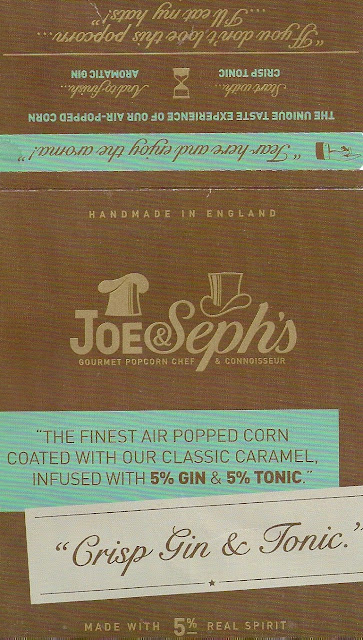 "Tear here and enjoy the aroma!"
THE UNIQUE TASTE EXPERIENCE OF OUR AIR-POPPED CORN
Start with...
CRISP TONIC
And to finish...
AROMATIC GIN
"If you don't love this popcorn...
...I'll eat my hats!"
HANDMADE IN ENGLAND
JOE & Seph's
GOURMET POPCORN CHEF & CONNOISSEUR
"THE FINEST AIR POPPED CORN
COATED WITH OUR CLASSIC CARAMEL,
INFUSED WITH 5% GIN & 5% TONIC."
"Crisp Gin & Tonic."
MADE WITH 5% REAL SPIRIT